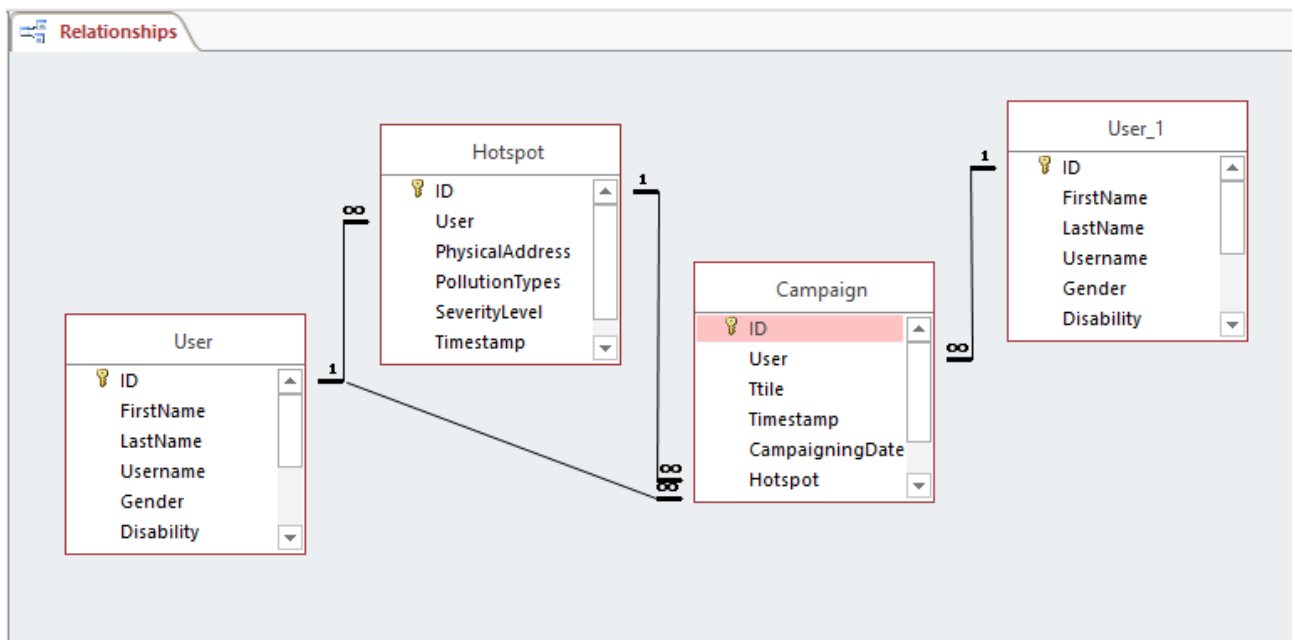 Relationships
User
ID
FirstName
LastName
Username
Gender
Disability
1
∞
Hotspot
ID
User
PhysicalAddress
PollutionTypes
SeverityLevel
Timestamp
1
∞
∞
Campaign
ID
User
Ttile
Timestamp
CampaigningDate
Hotspot
∞
1
User_1
ID
FirstName
LastName
Username
Gender
Disability